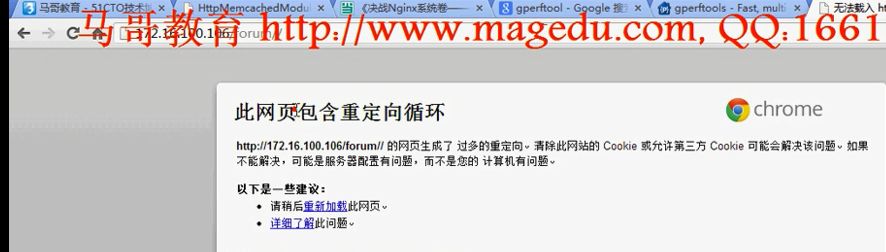 马哥教育 - 51CTO技术 HttpMemcachedModul 《决战Nginx系统卷—— gperftool - Google 搜 gperftools - Fast, multi 无法载入 h
马哥教育 http://www.magedu.com, QQ:1661
172.16.100.106/forum//
此网页包含重定向循环
chrome
http://172.16.100.106/forum// 的网页生成了 过多的重定向。清除此网站的 Cookie 或允许第三方 Cookie 可能会解决该问题。如果
不能解决，可能是服务器配置有问题，而不是您的 计算机有问题。
以下是一些建议：
• 请稍后重新加载此网页。
• 详细了解此问题。